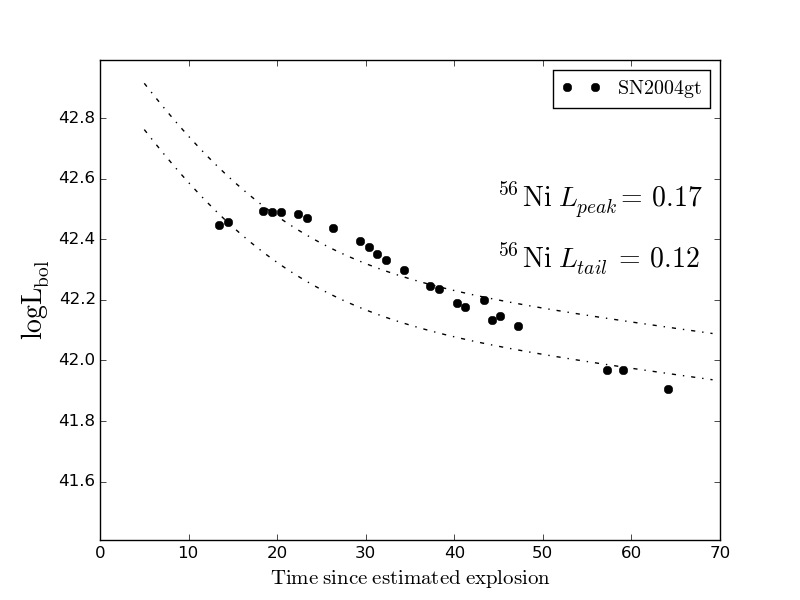 SN2004gt
42.8
42.6
42.4
42.2
42.0
41.8
41.6
⁵⁶Ni L_peak = 0.17
⁵⁶Ni L_tail = 0.12
logL_bol
0 10 20 30 40 50 60 70
Time since estimated explosion